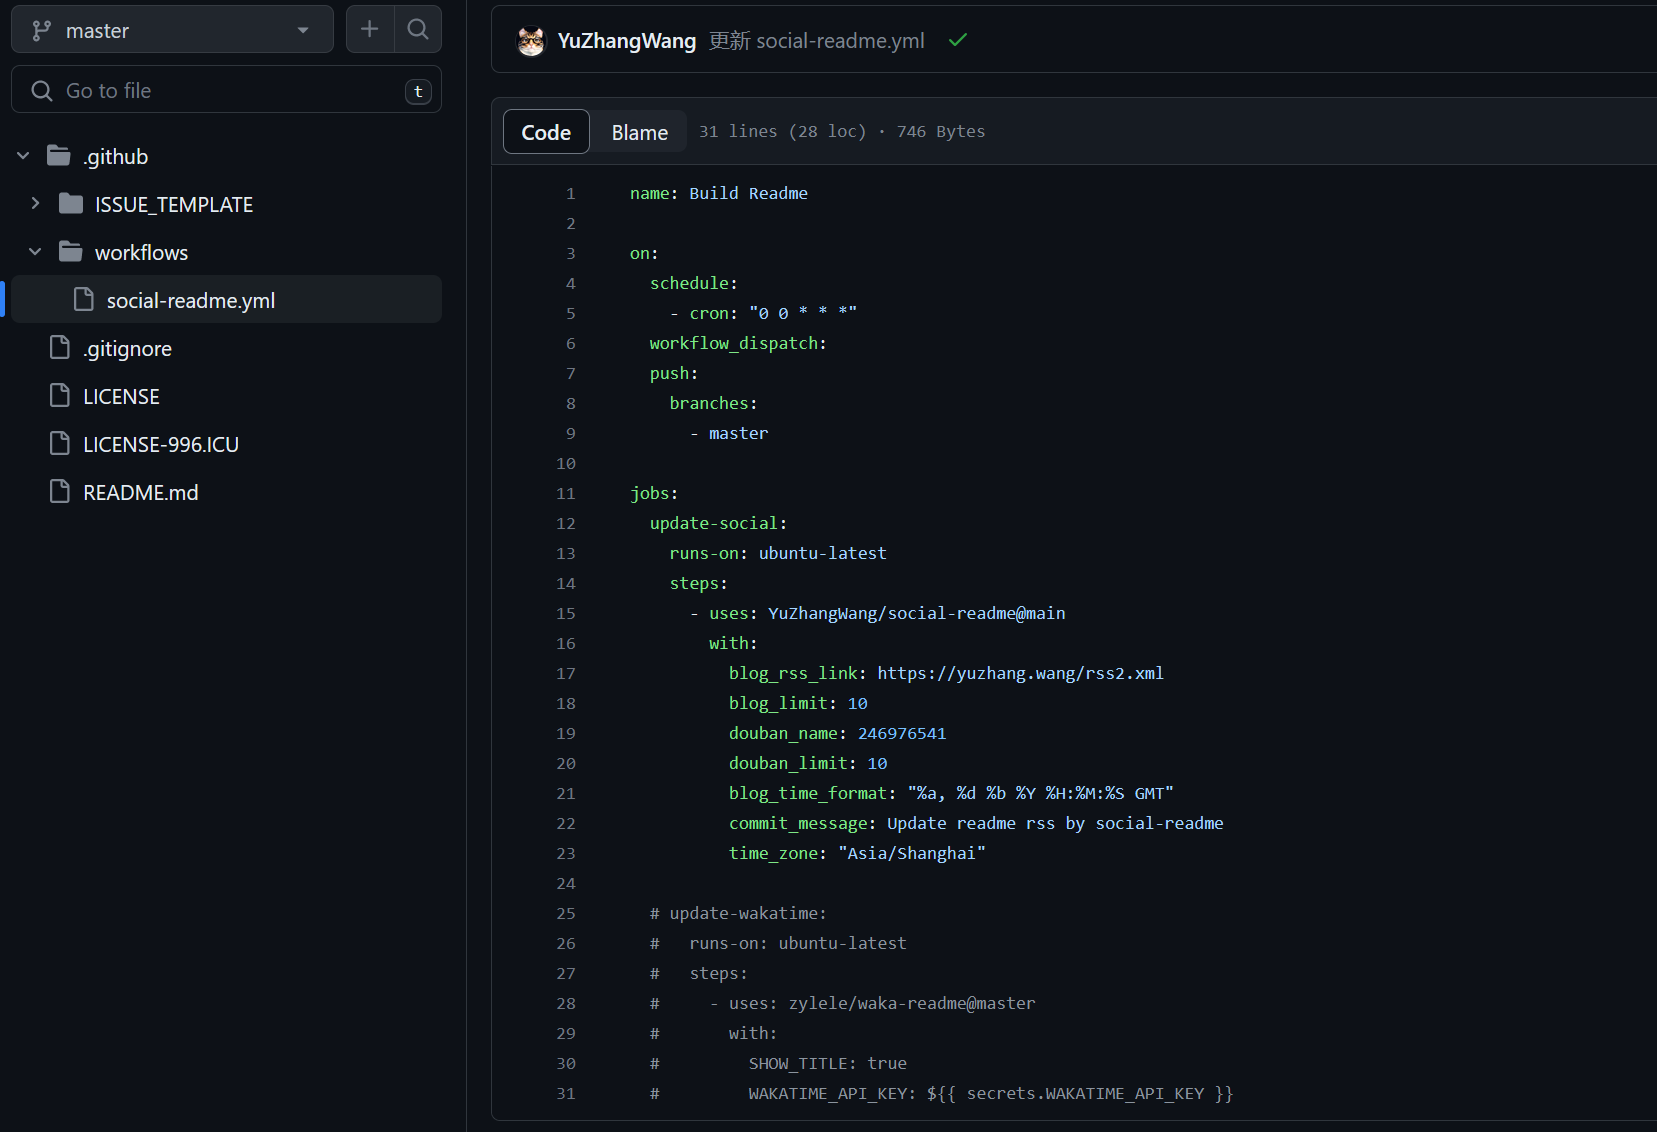 master
Go to file
t
.github
ISSUE_TEMPLATE
workflows
social-readme.yml
.gitignore
LICENSE
LICENSE-996.ICU
README.md
YuZhangWang 更新 social-readme.yml
Code Blame 31 lines (28 loc) · 746 Bytes
1 name: Build Readme
2
3 on:
4   schedule:
5     - cron: "0 0 * * *"
6   workflow_dispatch:
7   push:
8     branches:
9       - master
10
11 jobs:
12   update-social:
13     runs-on: ubuntu-latest
14     steps:
15       - uses: YuZhangWang/social-readme@main
16         with:
17           blog_rss_link: https://yuzhang.wang/rss2.xml
18           blog_limit: 10
19           douban_name: 246976541
20           douban_limit: 10
21           blog_time_format: "%a, %d %b %Y %H:%M:%S GMT"
22           commit_message: Update readme rss by social-readme
23           time_zone: "Asia/Shanghai"
24
25   # update-wakatime:
26   #   runs-on: ubuntu-latest
27   #   steps:
28   #     - uses: zylele/waka-readme@master
29   #       with:
30   #         SHOW_TITLE: true
31   #         WAKATIME_API_KEY: ${{ secrets.WAKATIME_API_KEY }}